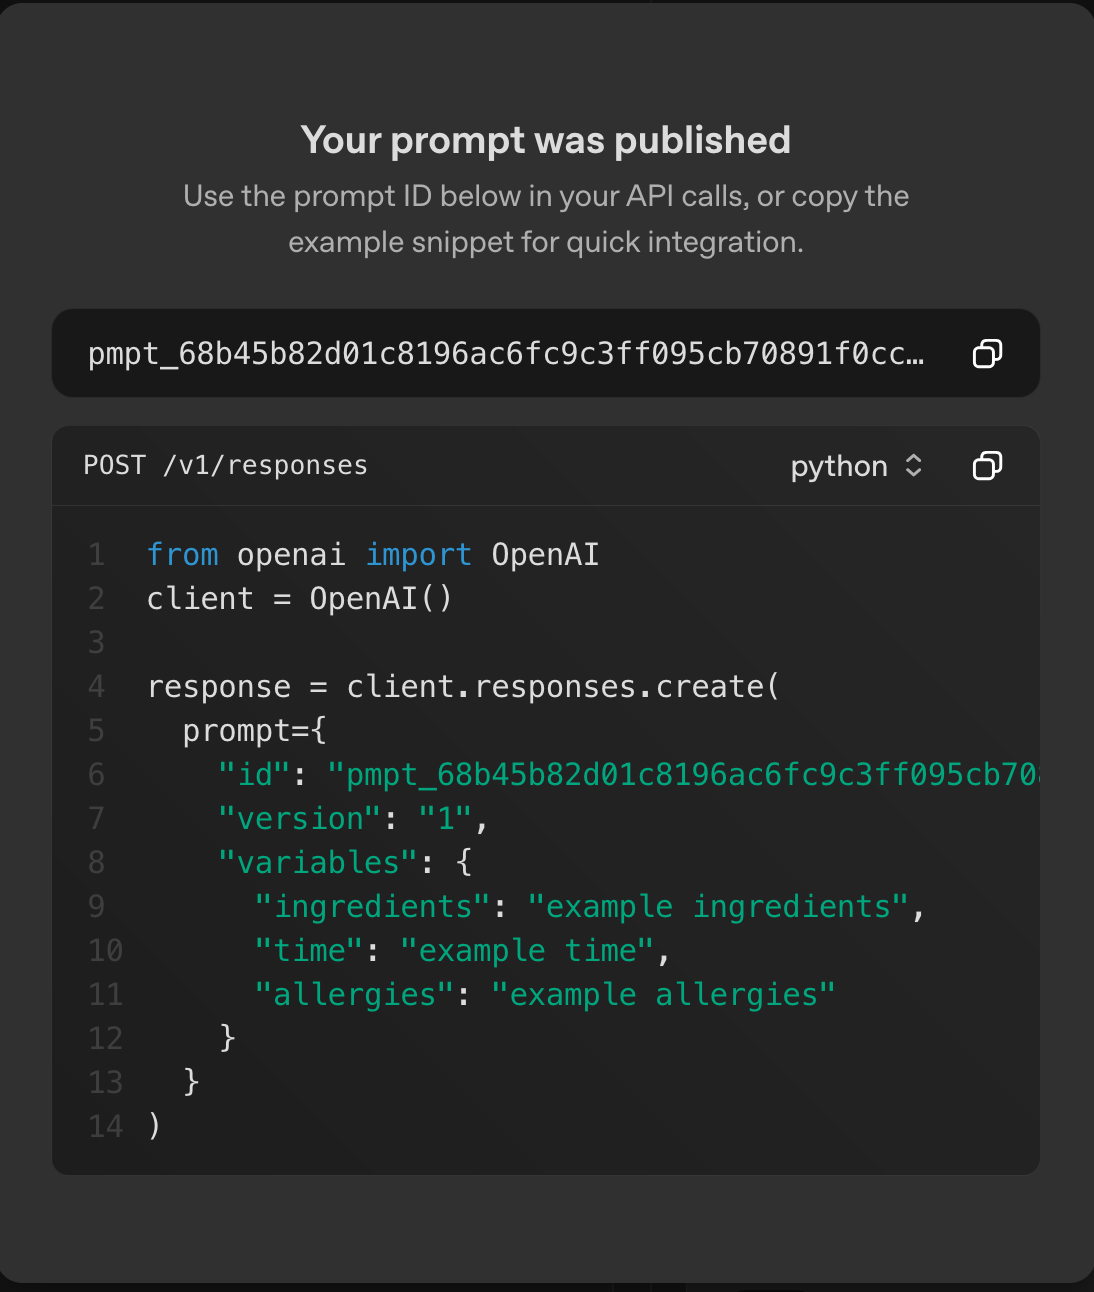 Your prompt was published
Use the prompt ID below in your API calls, or copy the
example snippet for quick integration.
pmpt_68b45b82d01c8196ac6fc9c3ff095cb70891f0cc…
POST /v1/responses
python
1 from openai import OpenAI
2 client = OpenAI()
3
4 response = client.responses.create(
5   prompt={
6     "id": "pmpt_68b45b82d01c8196ac6fc9c3ff095cb708
7     "version": "1",
8     "variables": {
9       "ingredients": "example ingredients",
10       "time": "example time",
11       "allergies": "example allergies"
12     }
13   }
14 )